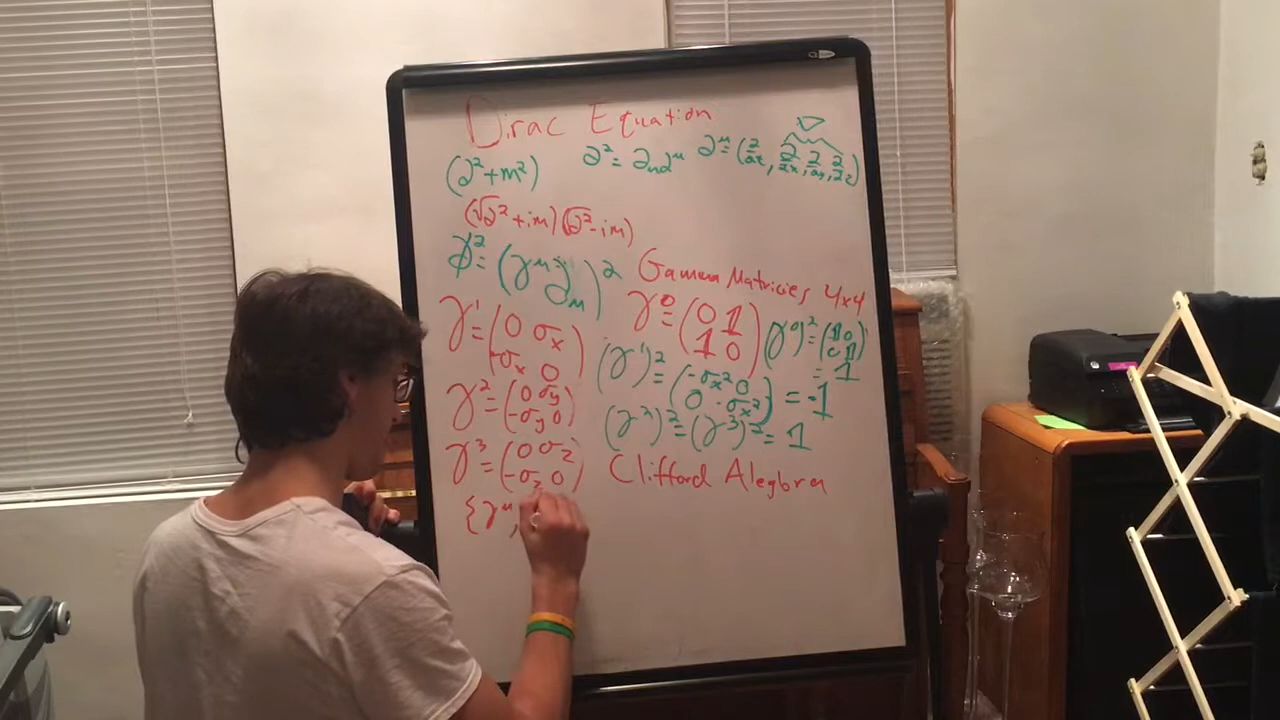 Dirac Equation
(∂²+m²) ∂²=∂μ∂^μ ∂^μ=(∂/∂t, ∂/∂x, ∂/∂y, ∂/∂z) ∇
(√∂²+im)(√∂²-im)
∂̸²=(γ^μ∂μ)² Gamma Matricies 4x4
γ¹=(0 σx
-σx 0) γ⁰=(0 1
1 0) (γ⁰)²=(1 0
0 1)
=1
(γ¹)²=(-σx² 0
0 -σx²)=-1
γ²=(0 σy
-σy 0) (γ²)²=(γ³)²=1
γ³=(0 σz
-σz 0) Clifford Alegbra
{γ^μ,